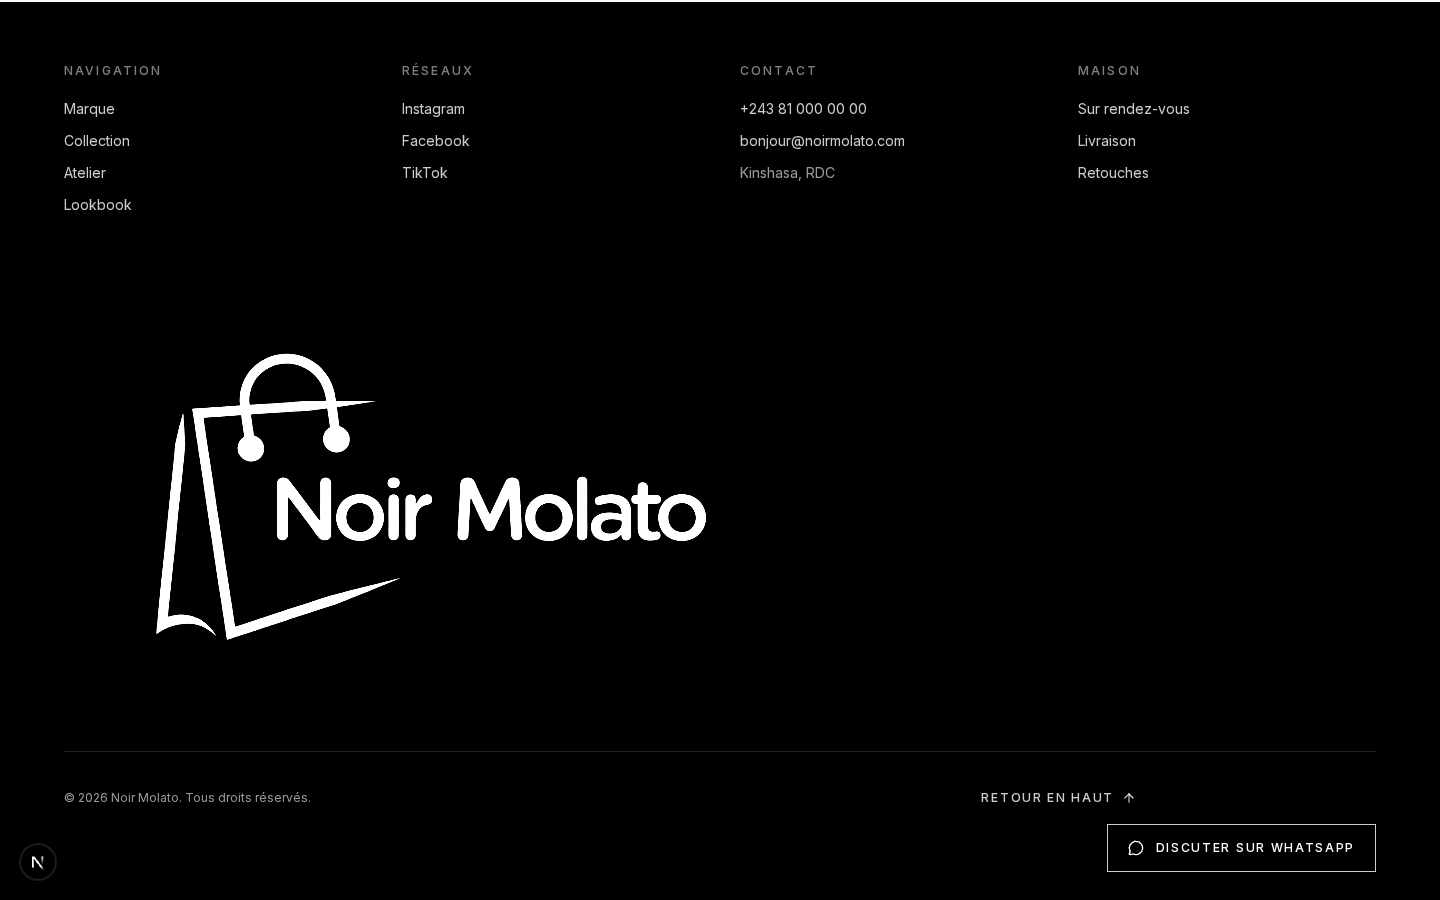 NAVIGATION
Marque
Collection
Atelier
Lookbook
RÉSEAUX
Instagram
Facebook
TikTok
CONTACT
+243 81 000 00 00
bonjour@noirmolato.com
Kinshasa, RDC
MAISON
Sur rendez-vous
Livraison
Retouches
Noir Molato
© 2026 Noir Molato. Tous droits réservés.
RETOUR EN HAUT
N
DISCUTER SUR WHATSAPP